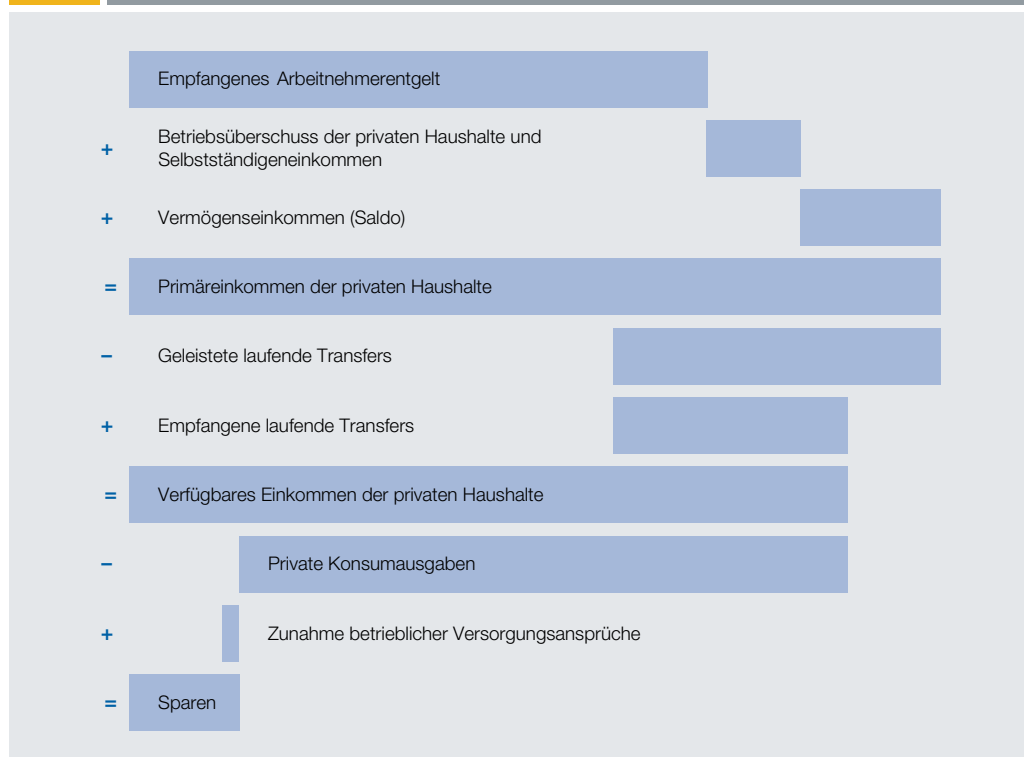 Empfangenes Arbeitnehmerentgelt
+ Betriebsüberschuss der privaten Haushalte und
Selbstständigeneinkommen
+ Vermögenseinkommen (Saldo)
= Primäreinkommen der privaten Haushalte
– Geleistete laufende Transfers
+ Empfangene laufende Transfers
= Verfügbares Einkommen der privaten Haushalte
– Private Konsumausgaben
+ Zunahme betrieblicher Versorgungsansprüche
= Sparen